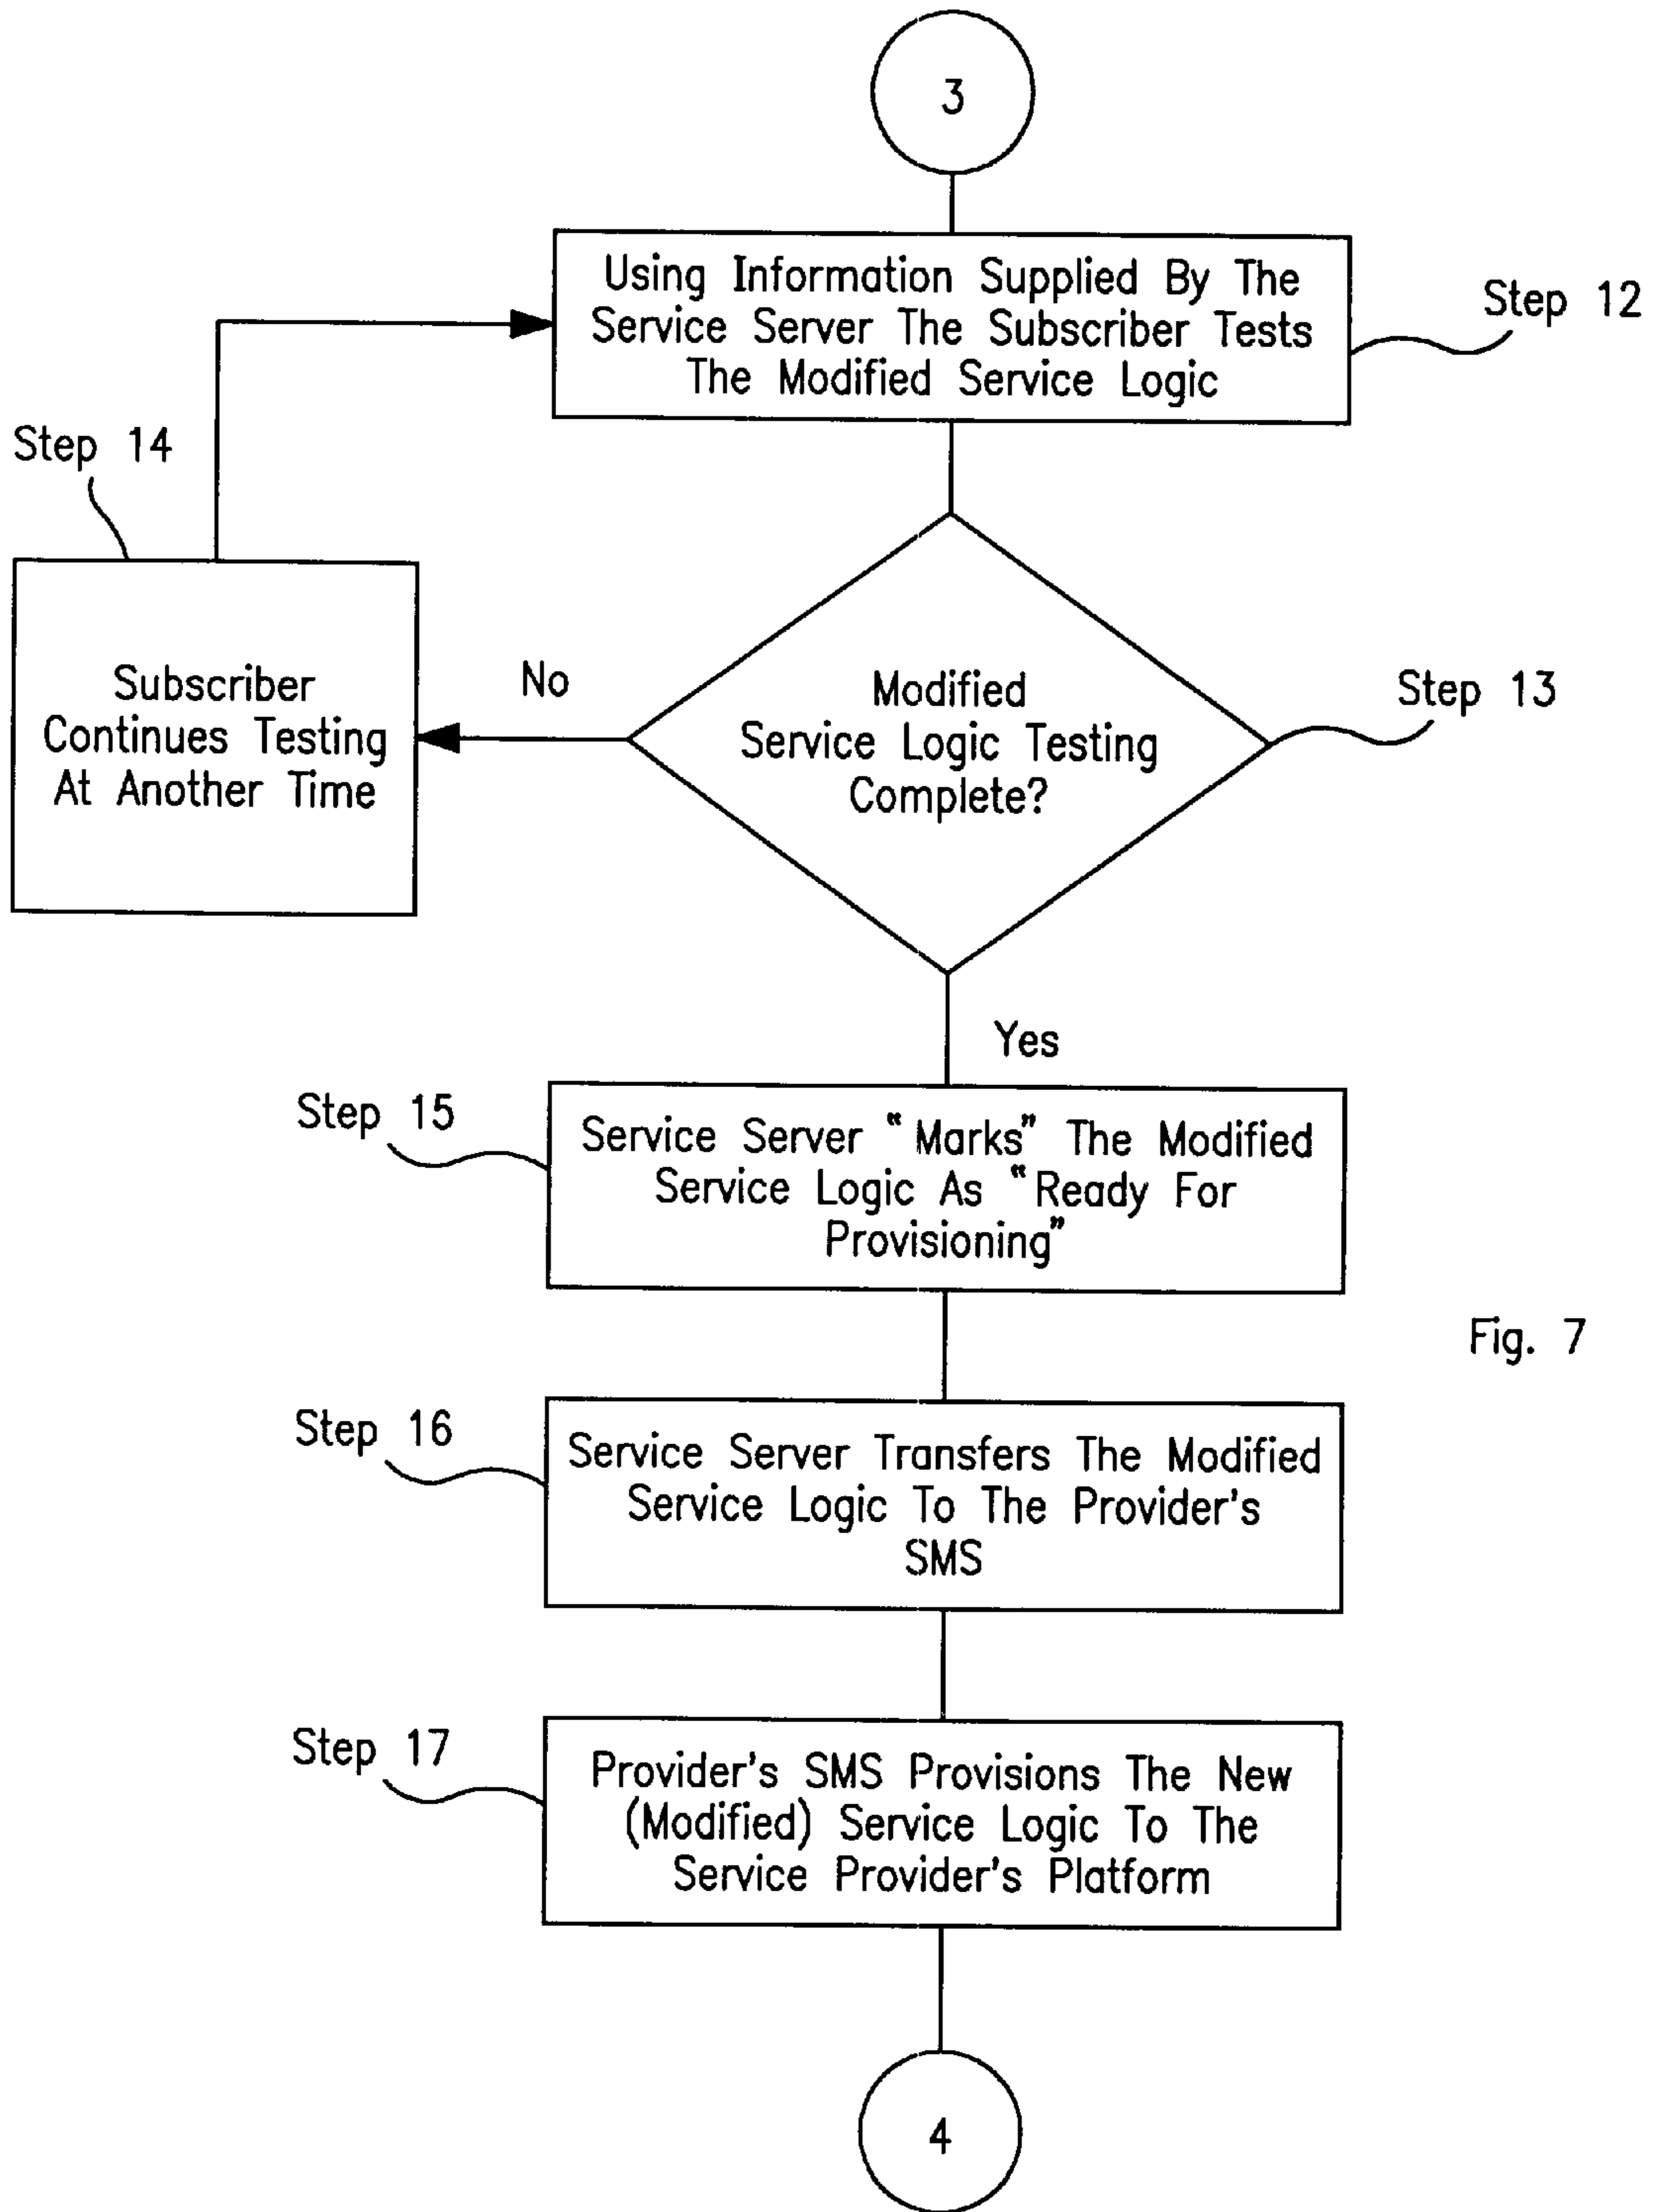 3
Using Information Supplied By The
Service Server The Subscriber Tests
The Modified Service Logic
Step 12
Step 14
Subscriber
Continues Testing
At Another Time
No
Modified
Service Logic Testing
Complete?
Step 13
Yes
Step 15
Service Server “Marks” The Modified
Service Logic As “Ready For
Provisioning”
Fig. 7
Step 16
Service Server Transfers The Modified
Service Logic To The Provider's
SMS
Step 17
Provider's SMS Provisions The New
(Modified) Service Logic To The
Service Provider's Platform
4